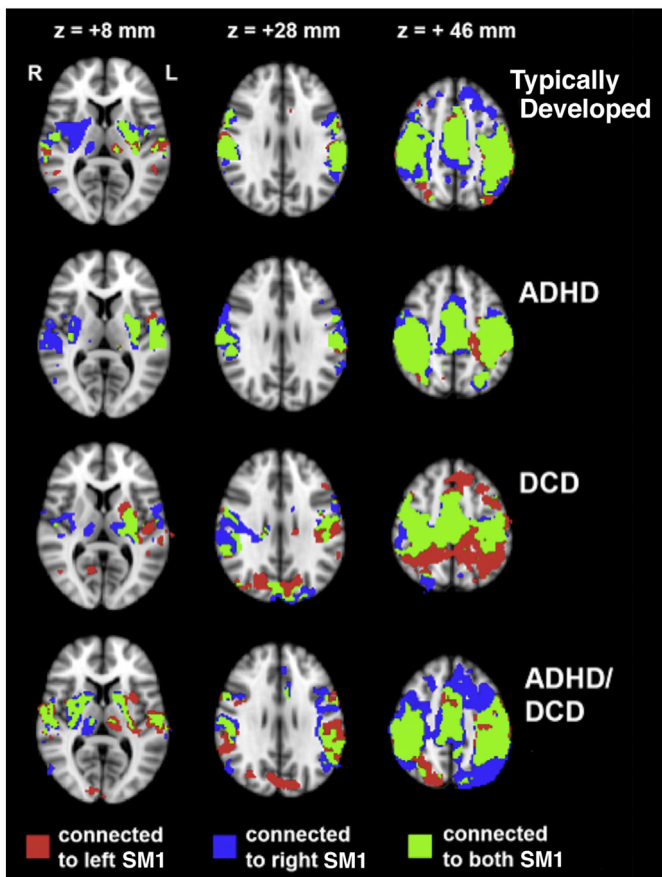 z = +8 mm z = +28 mm z = + 46 mm
R L
Typically
Developed
ADHD
DCD
ADHD/
DCD
connected
to left SM1
connected
to right SM1
connected
to both SM1